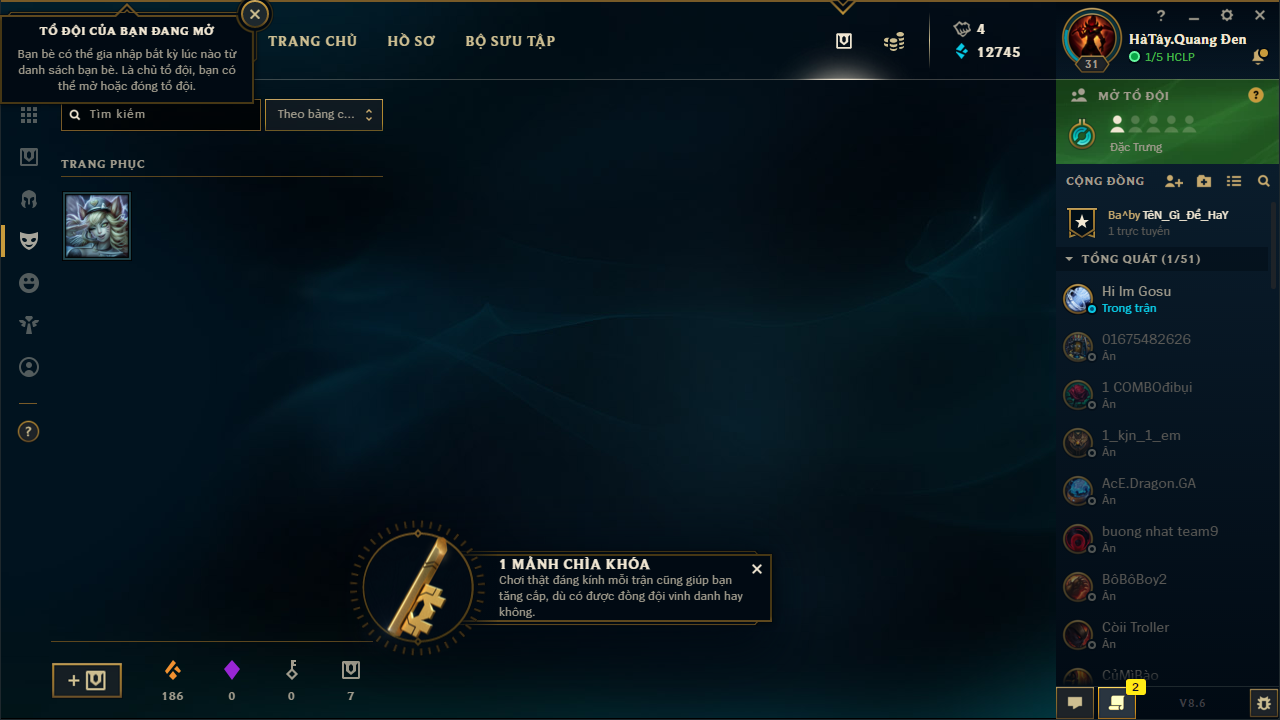 TỔ ĐỘI CỦA BẠN ĐANG MỞ
Bạn bè có thể gia nhập bất kỳ lúc nào từ
danh sách bạn bè. Là chủ tổ đội, bạn có
thể mở hoặc đóng tổ đội.
TRANG CHỦ
HỒ SƠ
BỘ SƯU TẬP
4
12745
31
HàTây.Quang Đen
1/5 HCLP
MỞ TỔ ĐỘI
?
Đặc Trưng
CỘNG ĐỒNG
Ba^by TêN_Gì_Để_HaY
1 trực tuyến
TỔNG QUÁT (1/51)
Hi Im Gosu
Trong trận
01675482626
Ẩn
1 COMBOđibụi
Ẩn
1_kjn_1_em
Ẩn
AcE.Dragon.GA
Ẩn
buong nhat team9
Ẩn
BôBôBoy2
Ẩn
Còii Troller
Ẩn
CủMìBào
2
V8.6
Tìm kiếm
Theo bảng c...
TRANG PHỤC
?
1 MẢNH CHÌA KHÓA
Chơi thật đáng kính mỗi trận cũng giúp bạn
tăng cấp, dù có được đồng đội vinh danh hay
không.
186
0
0
7